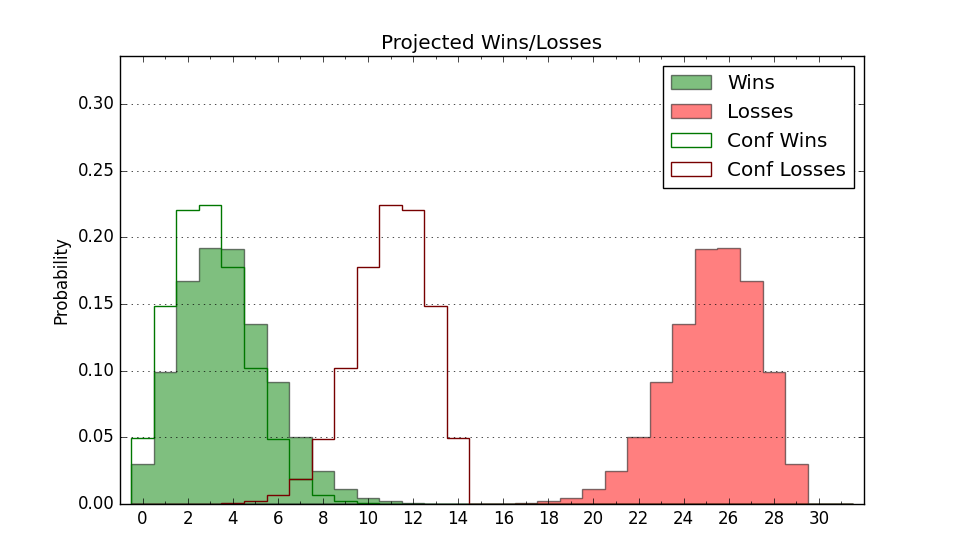 Projected Wins/Losses
Wins
Losses
Conf Wins
Conf Losses
Probability
0.30
0.25
0.20
0.15
0.10
0.05
0.00
0 2 4 6 8 10 12 14 16 18 20 22 24 26 28 30